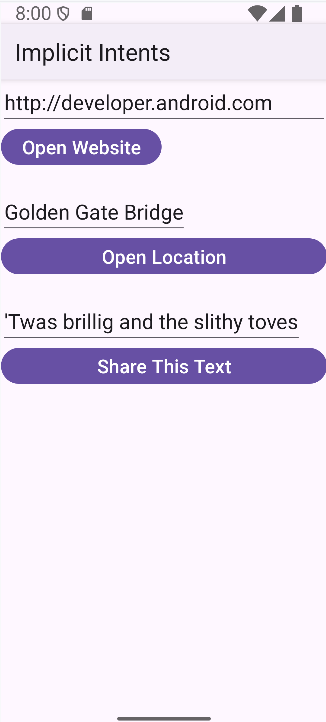 8:00
Implicit Intents
http://developer.android.com
Open Website
Golden Gate Bridge
Open Location
'Twas brillig and the slithy toves
Share This Text